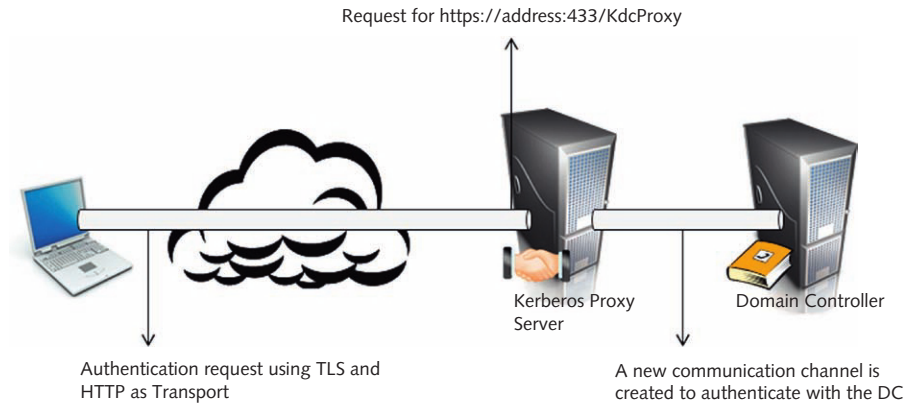 Request for https://address:433/KdcProxy
Kerberos Proxy
Server
Domain Controller
Authentication request using TLS and
HTTP as Transport
A new communication channel is
created to authenticate with the DC